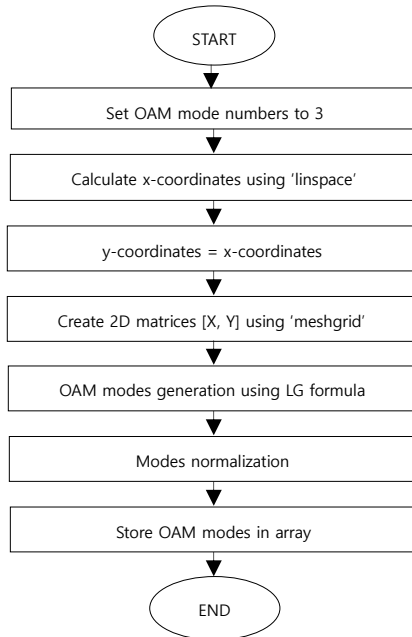 START
Set OAM mode numbers to 3
Calculate x-coordinates using ‘linspace’
y-coordinates = x-coordinates
Create 2D matrices [X, Y] using ‘meshgrid’
OAM modes generation using LG formula
Modes normalization
Store OAM modes in array
END